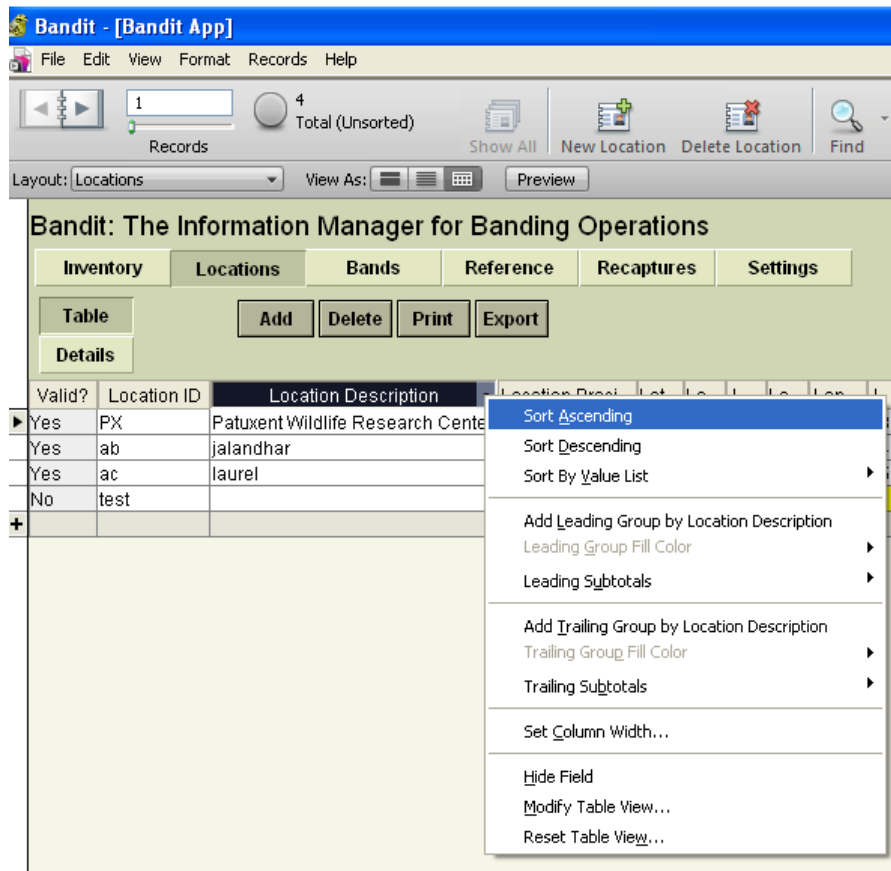 Bandit - [Bandit App]
File Edit View Format Records Help
1
Records
4
Total (Unsorted)
Show All
New Location
Delete Location
Find
Layout: Locations
View As:
Preview
Bandit: The Information Manager for Banding Operations
Inventory Locations Bands Reference Recaptures Settings
Table
Details
Add Delete Print Export
Valid? Location ID Location Description
Yes PX Patuxent Wildlife Research Cente
Yes ab jalandhar
Yes ac laurel
No test
Sort Ascending
Sort Descending
Sort By Value List
Add Leading Group by Location Description
Leading Group Fill Color
Leading Subtotals
Add Trailing Group by Location Description
Trailing Group Fill Color
Trailing Subtotals
Set Column Width...
Hide Field
Modify Table View...
Reset Table View...